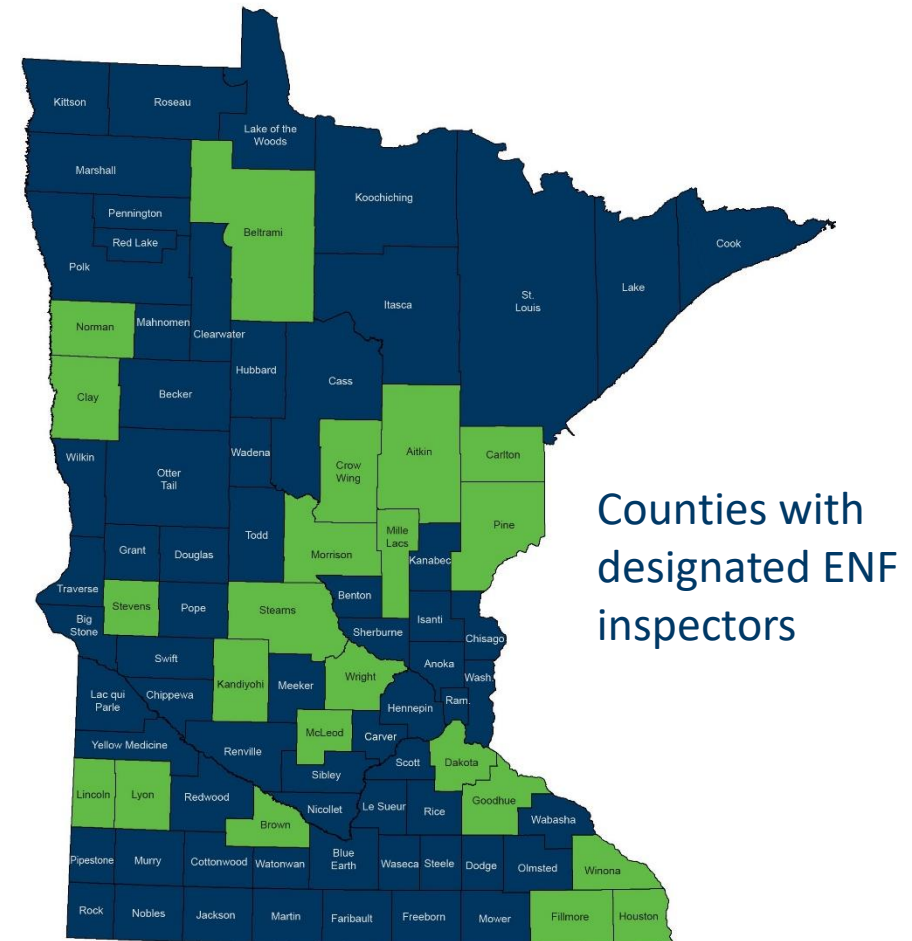 Kittson
Roseau
Lake of the
Woods
Marshall
Koochiching
Pennington
Beltrami
Red Lake
Cook
Polk
St.
Louis
Lake
Itasca
Norman
Mahnomen
Clearwater
Hubbard
Cass
Clay
Becker
Wilkin
Otter
Tail
Wadena
Crow
Wing
Aitkin
Carlton
Pine
Mille
Lacs
Todd
Morrison
Grant
Douglas
Kanabec
Counties with
designated ENF
inspectors
Traverse
Stevens
Pope
Stearns
Benton
Big
Stone
Isanti
Sherburne
Chisago
Swift
Anoka
Kandiyohi
Meeker
Wright
Wash.
Lac qui
Parle
Chippewa
Ram.
Hennepin
McLeod
Carver
Yellow Medicine
Renville
Scott
Dakota
Sibley
Lincoln
Lyon
Redwood
Nicollet
Le Sueur
Rice
Goodhue
Wabasha
Brown
Pipestone
Murry
Cottonwood
Watonwan
Blue
Earth
Waseca
Steele
Dodge
Olmsted
Winona
Rock
Nobles
Jackson
Martin
Faribault
Freeborn
Mower
Fillmore
Houston